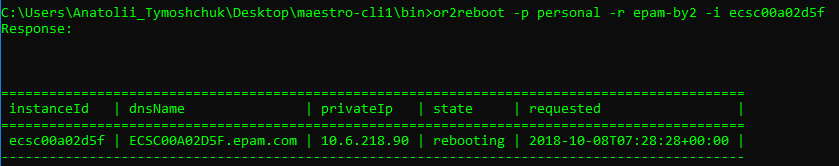 C:\Users\Anatolii_Tymoshchuk\Desktop\maestro-cli1\bin>or2reboot -p personal -r epam-by2 -i ecsc00a02d5f
Response:
===================================================================================
instanceId | dnsName | privateIp | state | requested |
===================================================================================
ecsc00a02d5f | ECSC00A02D5F.epam.com | 10.6.218.90 | rebooting | 2018-10-08T07:28:28+00:00 |
-----------------------------------------------------------------------------------